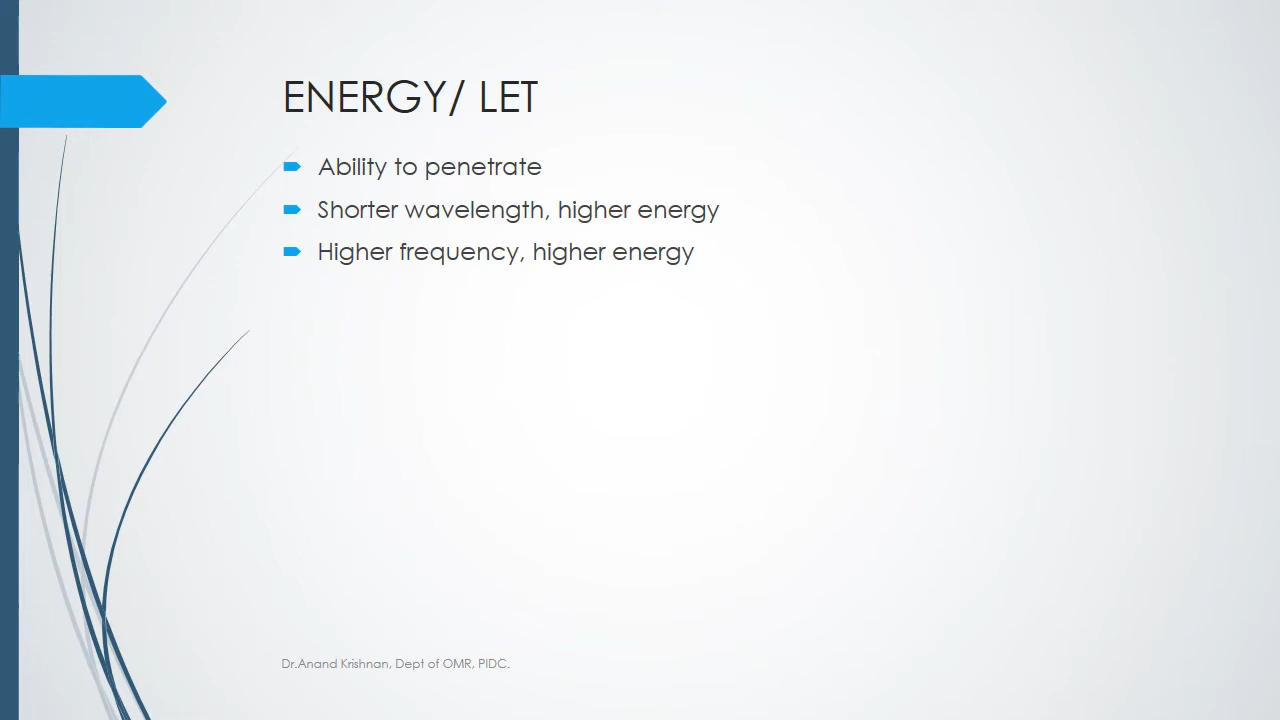 ENERGY/ LET
Ability to penetrate
Shorter wavelength, higher energy
Higher frequency, higher energy
Dr.Anand Krishnan, Dept of OMR, PIDC.